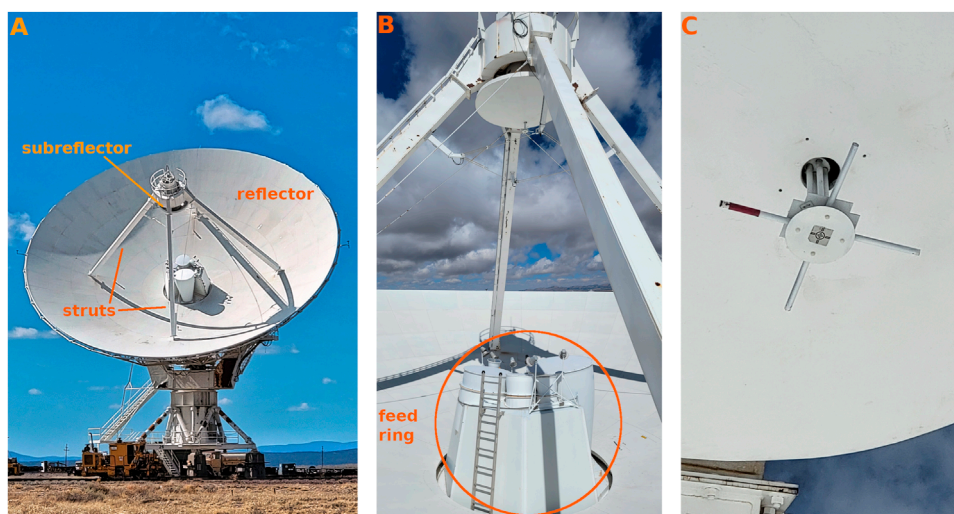 A
subreflector
reflector
struts
B
feed
ring
C